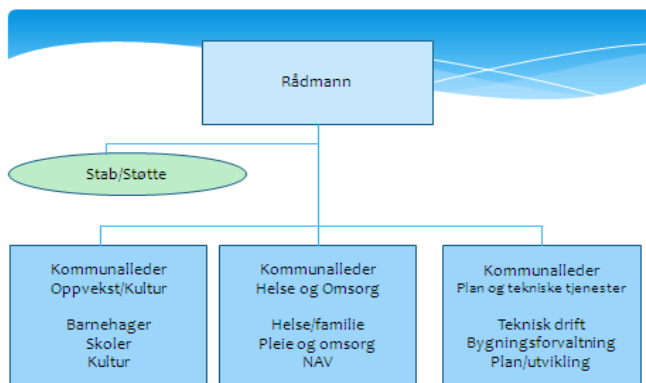 Rådmann
Stab/Støtte
Kommunalleder
Oppvekst/Kultur
Barnehager
Skoler
Kultur
Kommunalleder
Helse og Omsorg
Helse/familie
Pleie og omsorg
NAV
Kommunalleder
Plan og tekniske tjenester
Teknisk drift
Bygningsforvaltning
Plan/utvikling